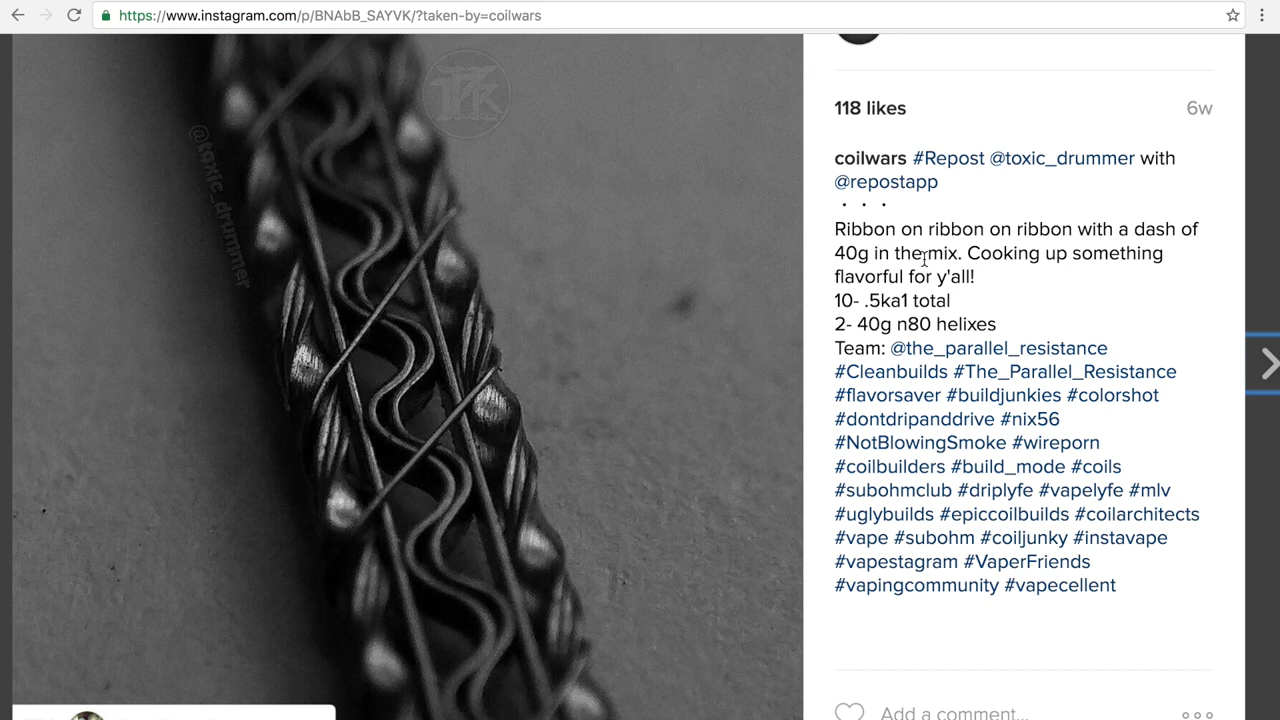 https://www.instagram.com/p/BNAbB_SAYVK/?taken-by=coilwars
@toxic_drummer
118 likes
6w
coilwars #Repost @toxic_drummer with
@repostapp
・・・
Ribbon on ribbon on ribbon with a dash of
40g in the mix. Cooking up something
flavorful for y'all!
10- .5ka1 total
2- 40g n80 helixes
Team: @the_parallel_resistance
#Cleanbuilds #The_Parallel_Resistance
#flavorsaver #buildjunkies #colorshot
#dontdripanddrive #nix56
#NotBlowingSmoke #wireporn
#coilbuilders #build_mode #coils
#subohmclub #driplyfe #vapelyfe #mlv
#uglybuilds #epiccoilbuilds #coilarchitects
#vape #subohm #coiljunky #instavape
#vapestagram #VaperFriends
#vapingcommunity #vapecellent
Add a comment...